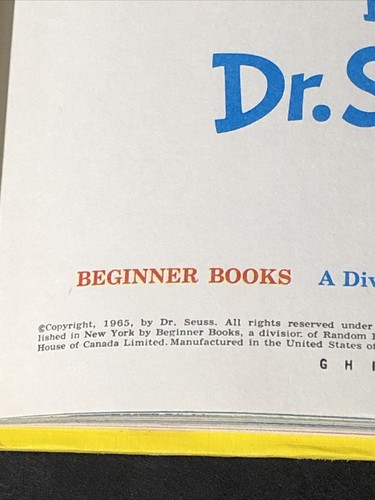 Dr. S
BEGINNER BOOKS A Div
©Copyright, 1965, by Dr. Seuss. All rights reserved under
lished in New York by Beginner Books, a division of Random
House of Canada Limited. Manufactured in the United States of
G H I